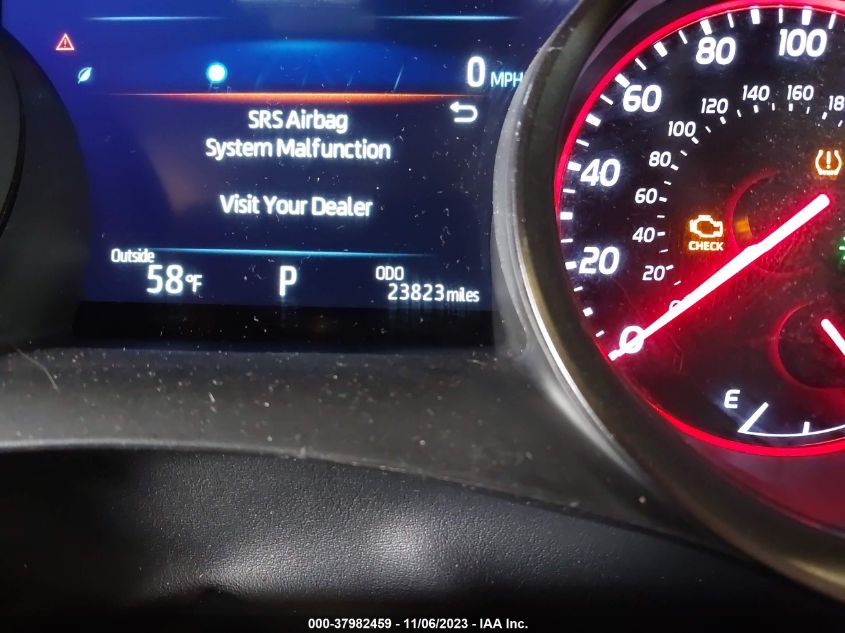 0 MPH
SRS Airbag
System Malfunction
Visit Your Dealer
Outside
58°F
P
ODO
23823 miles
0
20
40
60
80
100
0
20
40
60
80
100
120
140
160
CHECK
E
000-37982459 - 11/06/2023 - IAA Inc.